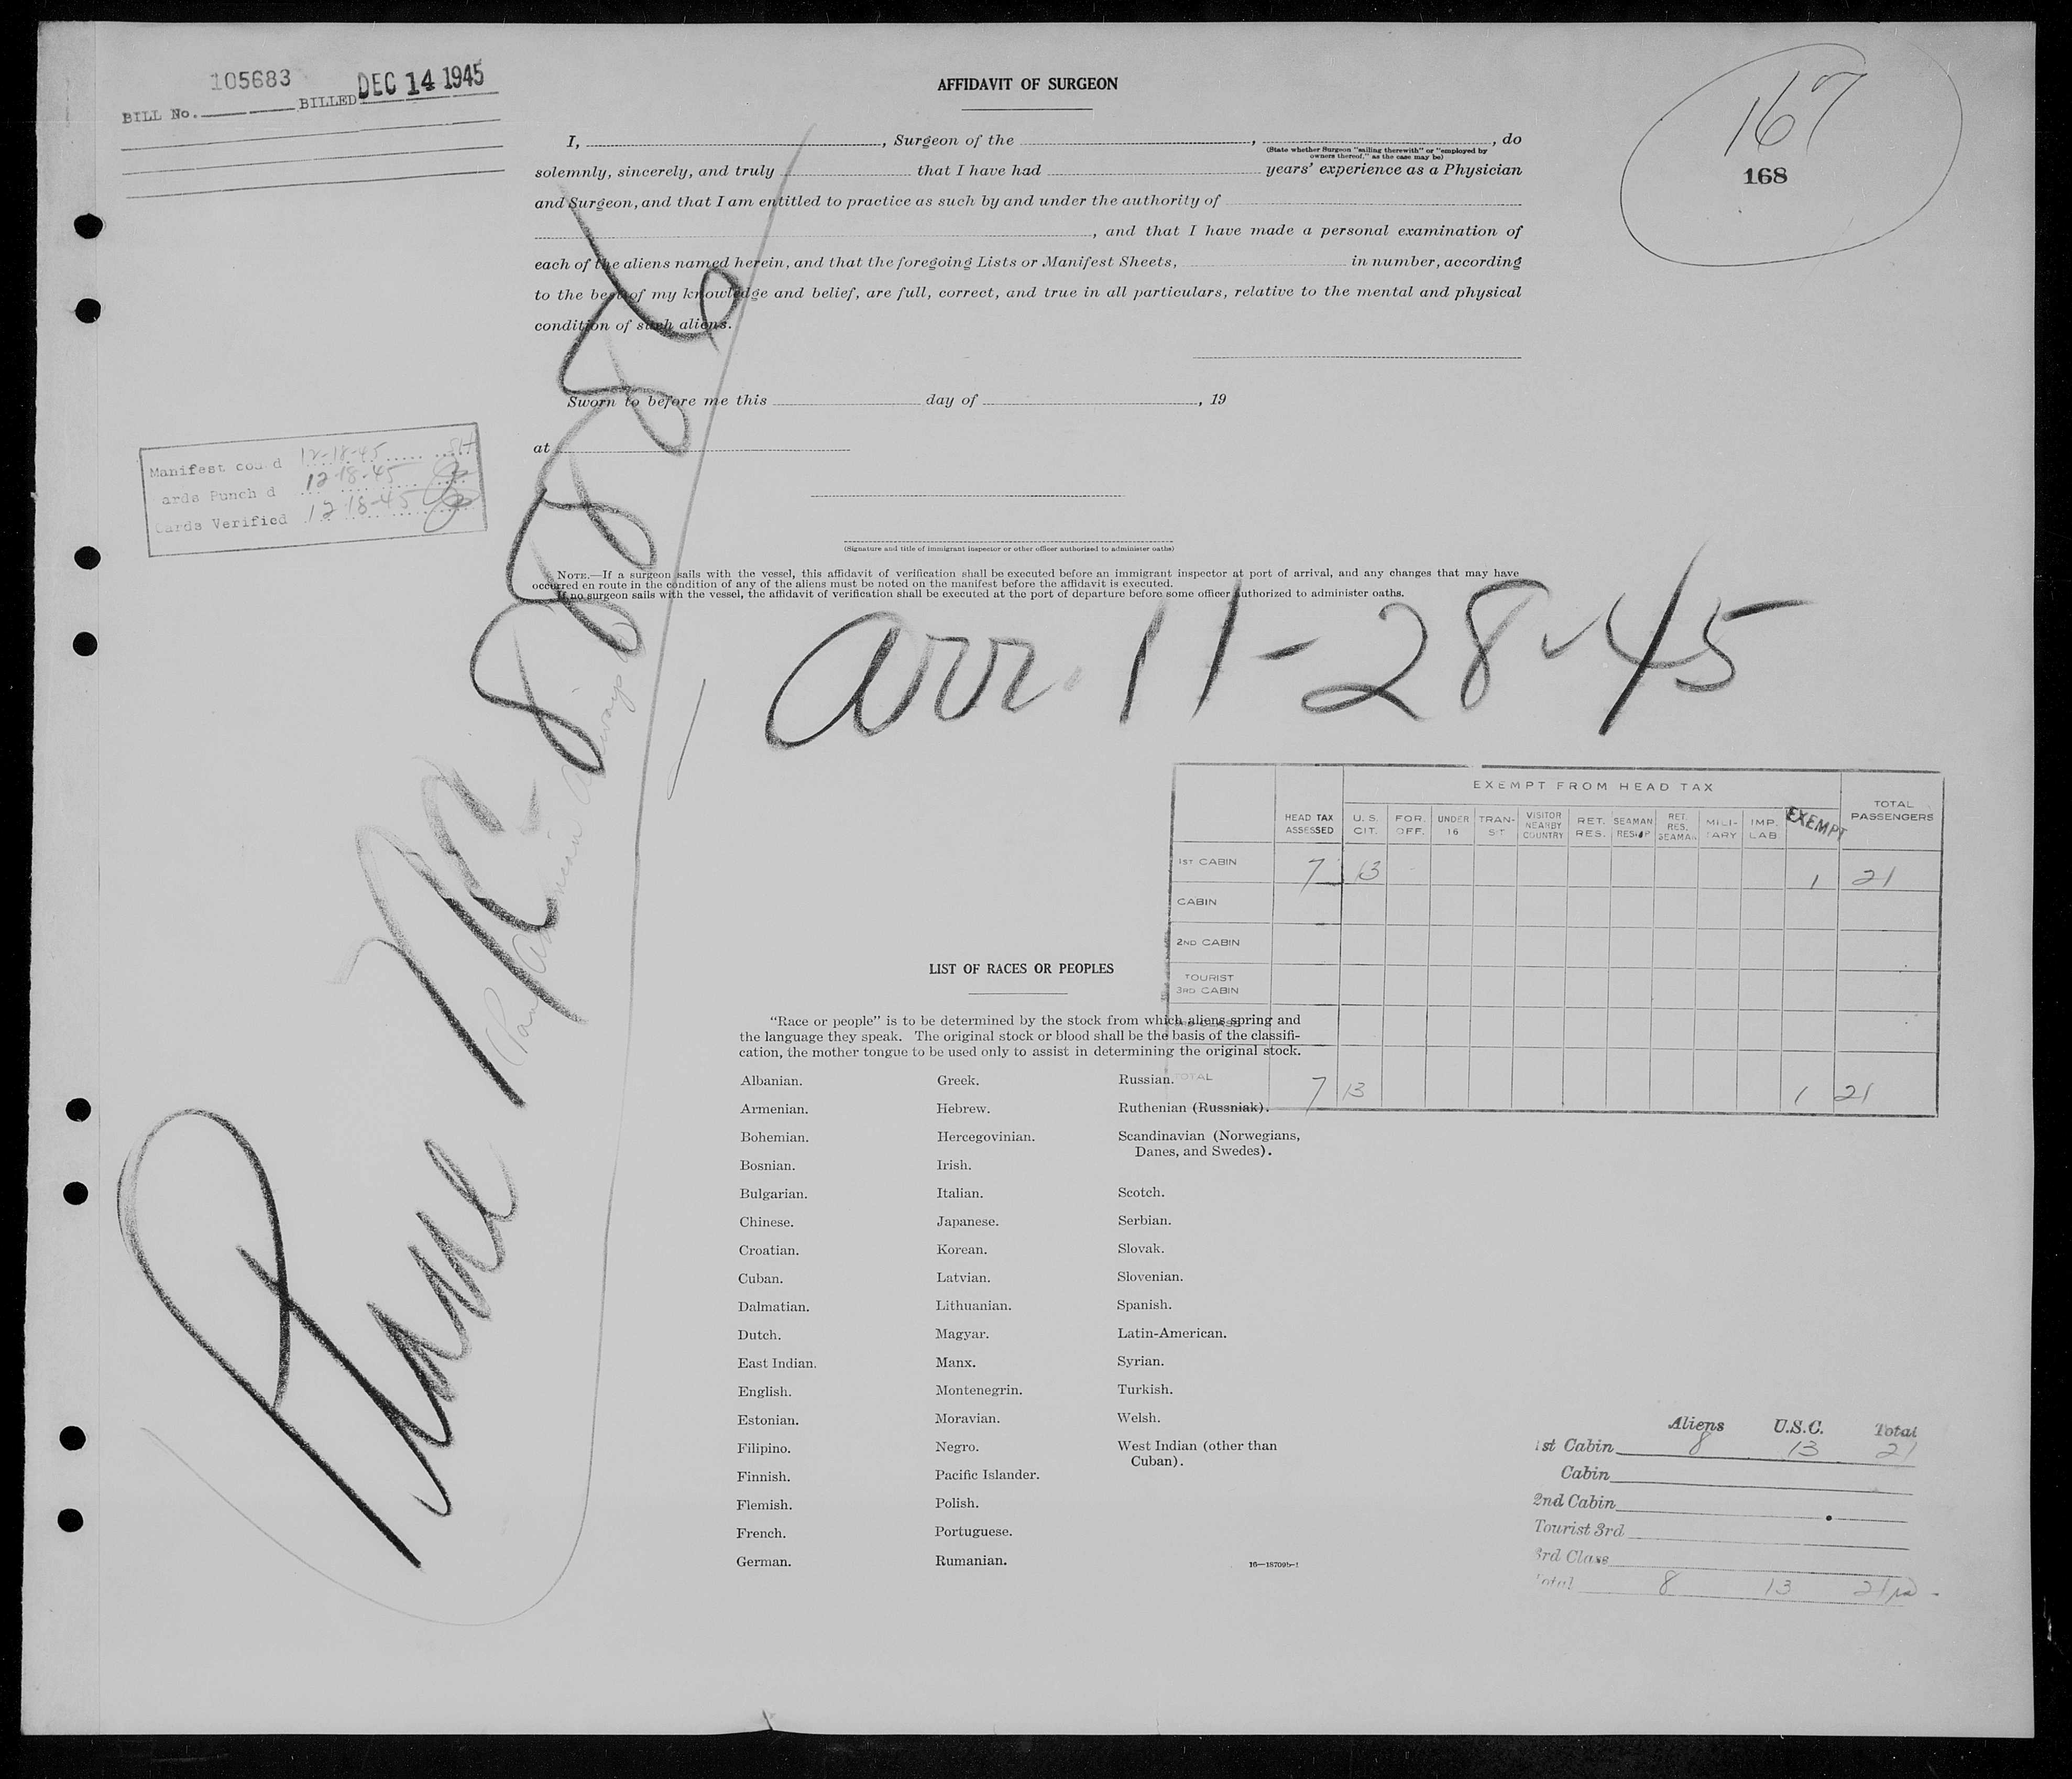 105683
BILL No. BILLED DEC 14 1945
AFFIDAVIT OF SURGEON
167
168
I, , Surgeon of the , , do
(State whether Surgeon "sailing therewith" or "employed by
owners thereof," as the case may be)
solemnly, sincerely, and truly that I have had years' experience as a Physician
and Surgeon, and that I am entitled to practice as such by and under the authority of
, and that I have made a personal examination of
each of the aliens named herein, and that the foregoing Lists or Manifest Sheets, in number, according
to the best of my knowledge and belief, are full, correct, and true in all particulars, relative to the mental and physical
condition of such aliens.
Sworn to before me this day of , 19
at
Manifest cou d 12-18-45
ards Punch d 12-18-45
Cards Verified 12-18-45
(Signature and title of immigrant inspector or other officer authorized to administer oaths)
NOTE.—If a surgeon sails with the vessel, this affidavit of verification shall be executed before an immigrant inspector at port of arrival, and any changes that may have
occurred en route in the condition of any of the aliens must be noted on the manifest before the affidavit is executed.
If no surgeon sails with the vessel, the affidavit of verification shall be executed at the port of departure before some officer authorized to administer oaths.
Plane NC 88886
Pan American Airways
arr. 11-28-45
EXEMPT FROM HEAD TAX
HEAD TAX ASSESSED U. S. CIT. FOR. OFF. UNDER 16 TRAN-SIT VISITOR NEARBY COUNTRY RET. RES. SEAMAN RESHIP RET. RES. SEAMAN MILI-TARY IMP. LAB EXEMPT TOTAL PASSENGERS
1ST CABIN 7 13 1 21
CABIN
2ND CABIN
TOURIST
3RD CABIN
TOTAL 7 13 1 21
LIST OF RACES OR PEOPLES
"Race or people" is to be determined by the stock from which aliens spring and
the language they speak. The original stock or blood shall be the basis of the classifi-
cation, the mother tongue to be used only to assist in determining the original stock.
Albanian. Greek. Russian.
Armenian. Hebrew. Ruthenian (Russniak).
Bohemian. Hercegovinian. Scandinavian (Norwegians,
Danes, and Swedes).
Bosnian. Irish.
Bulgarian. Italian. Scotch.
Chinese. Japanese. Serbian.
Croatian. Korean. Slovak.
Cuban. Latvian. Slovenian.
Dalmatian. Lithuanian. Spanish.
Dutch. Magyar. Latin-American.
East Indian. Manx. Syrian.
English. Montenegrin. Turkish.
Estonian. Moravian. Welsh.
Filipino. Negro. West Indian (other than
Cuban).
Finnish. Pacific Islander.
Flemish. Polish.
French. Portuguese.
German. Rumanian.
16—18709b-1
Aliens U.S.C. Total
1st Cabin 8 13 21
Cabin
2nd Cabin
Tourist 3rd
3rd Class
Total 8 13 21